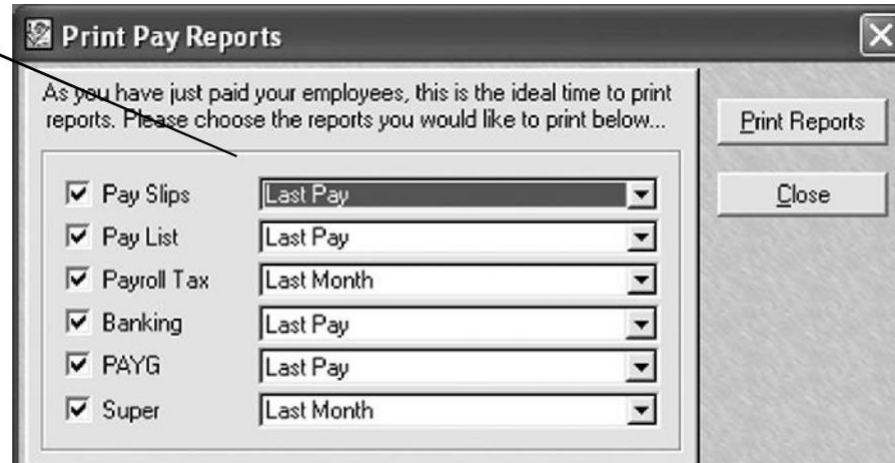 Print Pay Reports
As you have just paid your employees, this is the ideal time to print
reports. Please choose the reports you would like to print below...
Print Reports
Close
Pay Slips Last Pay
Pay List Last Pay
Payroll Tax Last Month
Banking Last Pay
PAYG Last Pay
Super Last Month